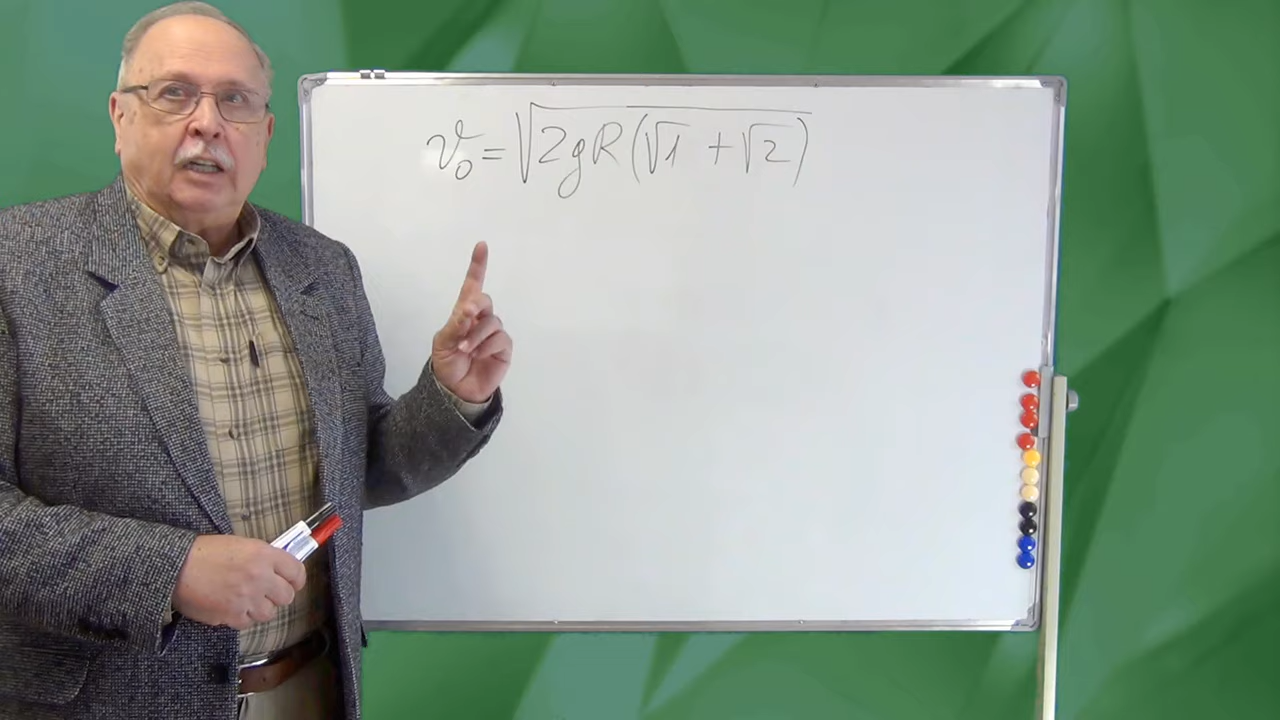 v₀ = √(2gR(√1 + √2))